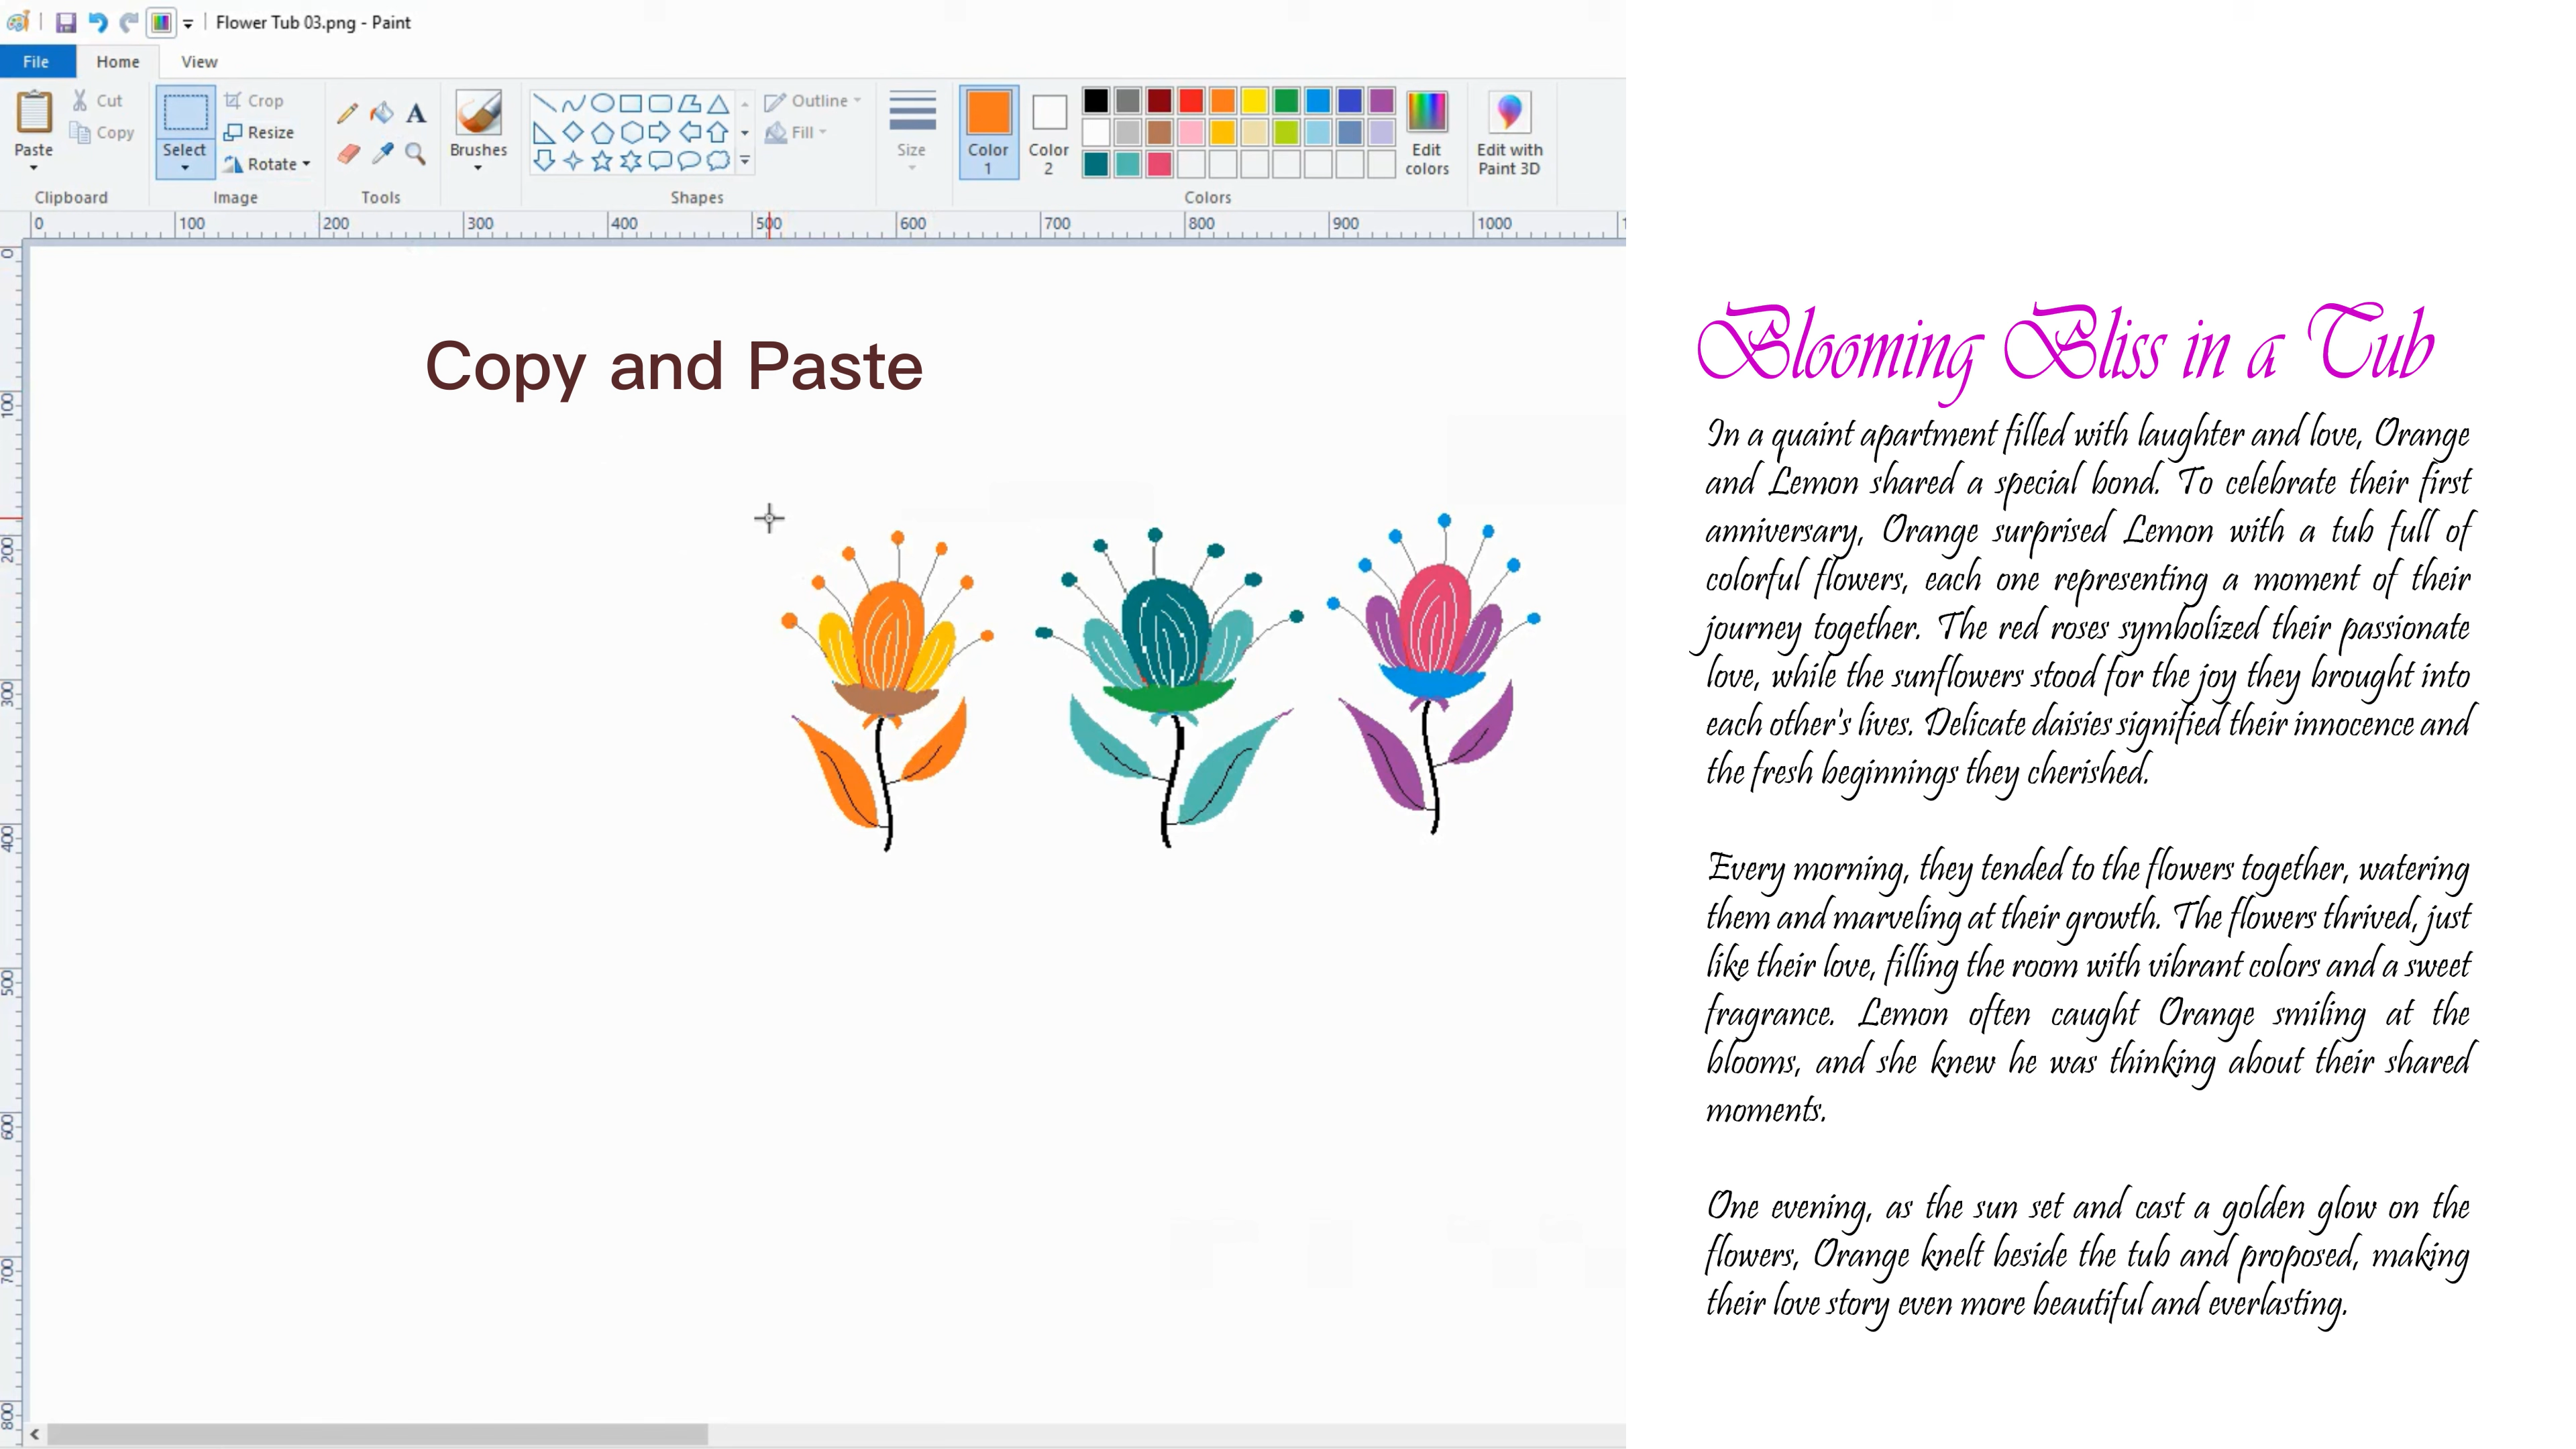 Flower Tub 03.png - Paint
File Home View
Paste Cut Copy Select Crop Resize Rotate Brushes Outline Fill Size Color 1 Color 2 Edit colors Edit with Paint 3D
Clipboard Image Tools Shapes Colors
0 100 200 300 400 500 600 700 800 900 1000
0 100 200 300 400 500 600 700 800
Copy and Paste
Blooming Bliss in a Tub
In a quaint apartment filled with laughter and love, Orange
and Lemon shared a special bond. To celebrate their first
anniversary, Orange surprised Lemon with a tub full of
colorful flowers, each one representing a moment of their
journey together. The red roses symbolized their passionate
love, while the sunflowers stood for the joy they brought into
each other's lives. Delicate daisies signified their innocence and
the fresh beginnings they cherished.
Every morning, they tended to the flowers together, watering
them and marveling at their growth. The flowers thrived, just
like their love, filling the room with vibrant colors and a sweet
fragrance. Lemon often caught Orange smiling at the
blooms, and she knew he was thinking about their shared
moments.
One evening, as the sun set and cast a golden glow on the
flowers, Orange knelt beside the tub and proposed, making
their love story even more beautiful and everlasting.